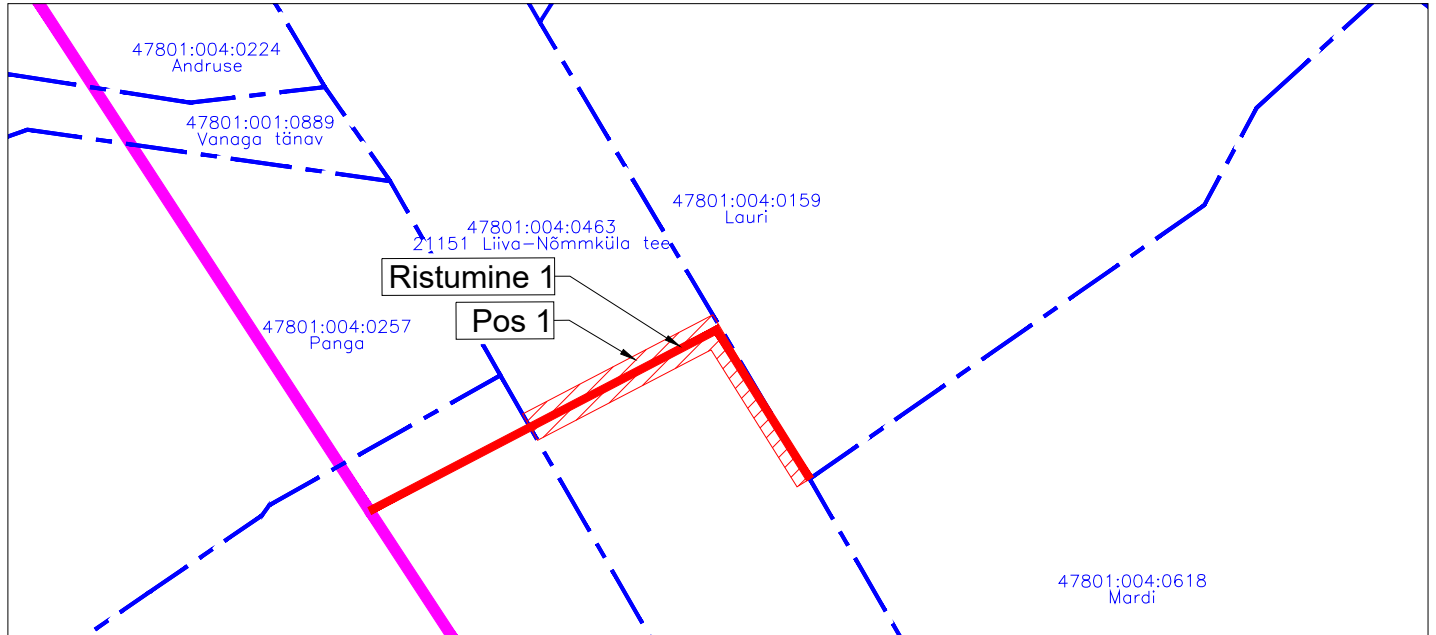 47801:004:0224
Andruse
47801:001:0889
Vanaga tänav
47801:004:0159
Lauri
47801:004:0463
21151 Liiva-Nõmmküla tee
Ristumine 1
Pos 1
47801:004:0257
Panga
47801:004:0618
Mardi